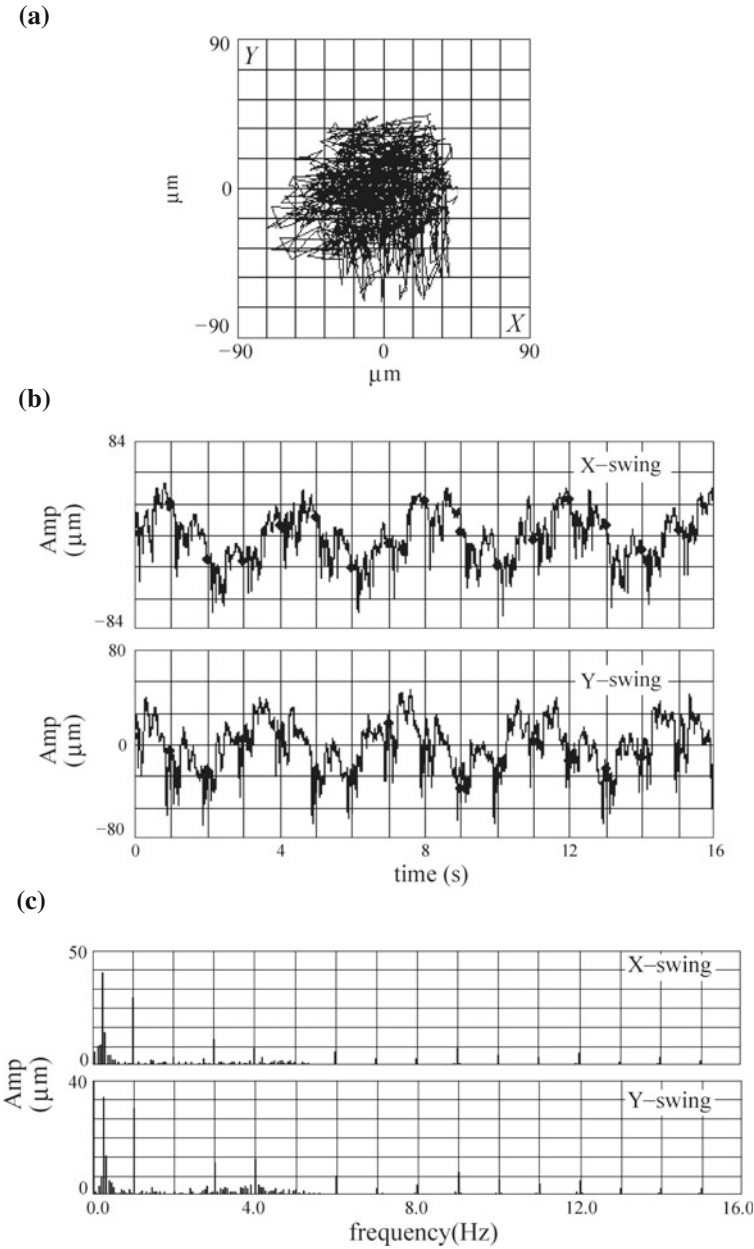 (a)
90
Y
μm
0
X
−90
−90 0 90
μm
(b)
84
X−swing
Amp
(μm)
−84
80
Y−swing
Amp
(μm)
0
−80
0 4 8 12 16
time (s)
(c)
50
X−swing
0
Amp
(μm)
40
Y−swing
0
0.0 4.0 8.0 12.0 16.0
frequency(Hz)